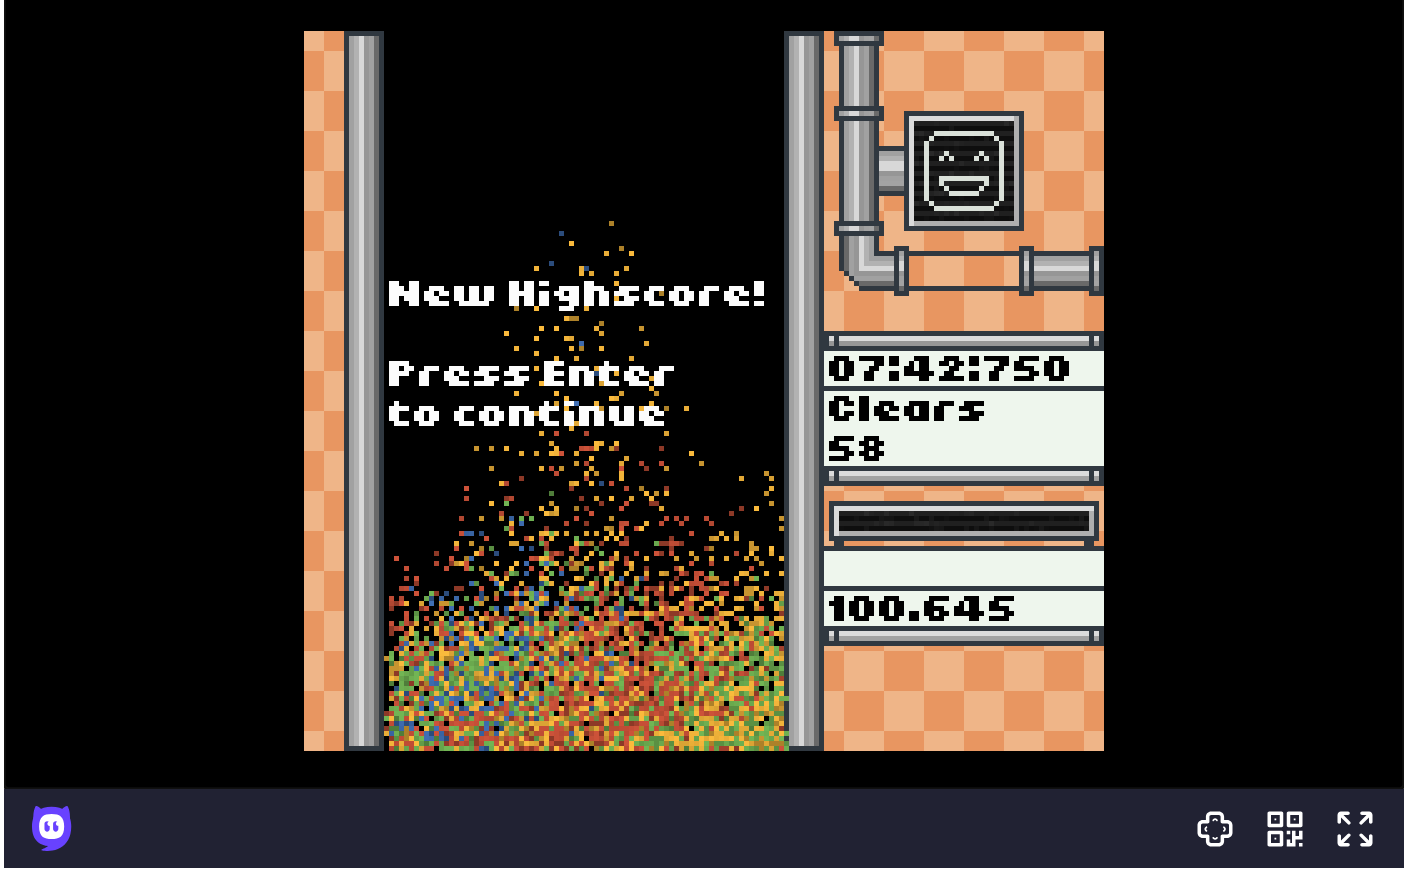 New Highscore!
Press Enter
to continue
07:42:750
Clears
58
100.645